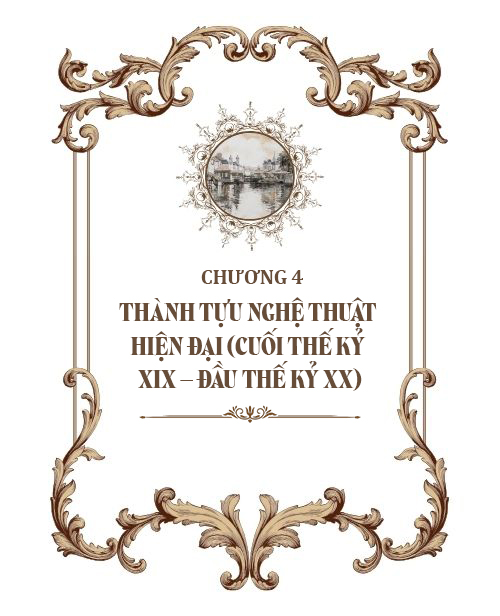 CHƯƠNG 4
THÀNH TỰU NGHỆ THUẬT
HIỆN ĐẠI (CUỐI THẾ KỶ
XIX – ĐẦU THẾ KỶ XX)